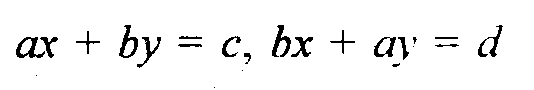 ax + by = c, bx + ay = d